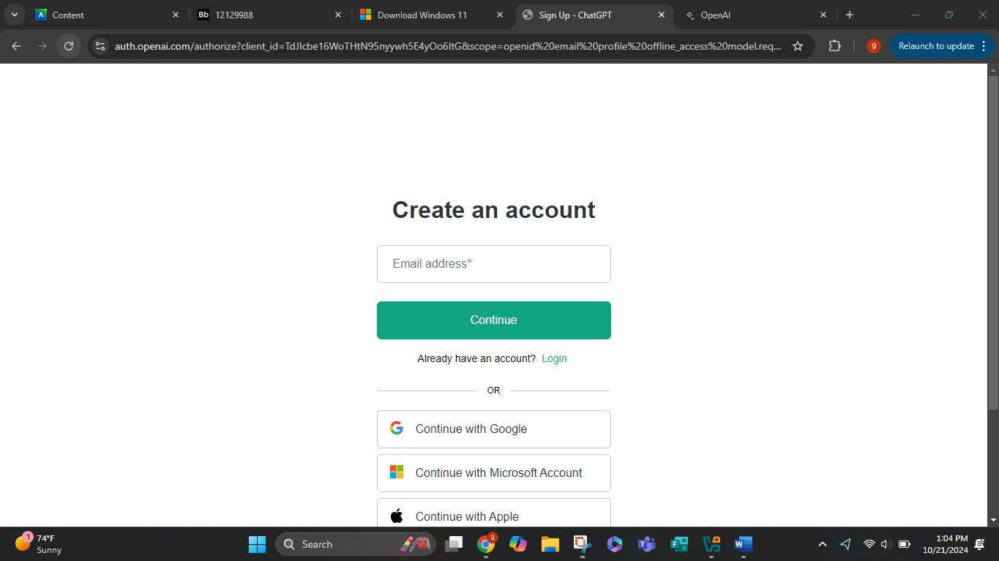 Content
Bb 12129988
Download Windows 11
Sign Up - ChatGPT
OpenAI
auth.openai.com/authorize?client_id=TdJIcbe16WoTHtN95nyywh5E4yOo6ItG&scope=openid%20email%20profile%20offline_access%20model.req...
g
Relaunch to update
Create an account
Email address*
Continue
Already have an account? Login
OR
Continue with Google
Continue with Microsoft Account
Continue with Apple
1
74°F
Sunny
Search
g
1:04 PM
10/21/2024